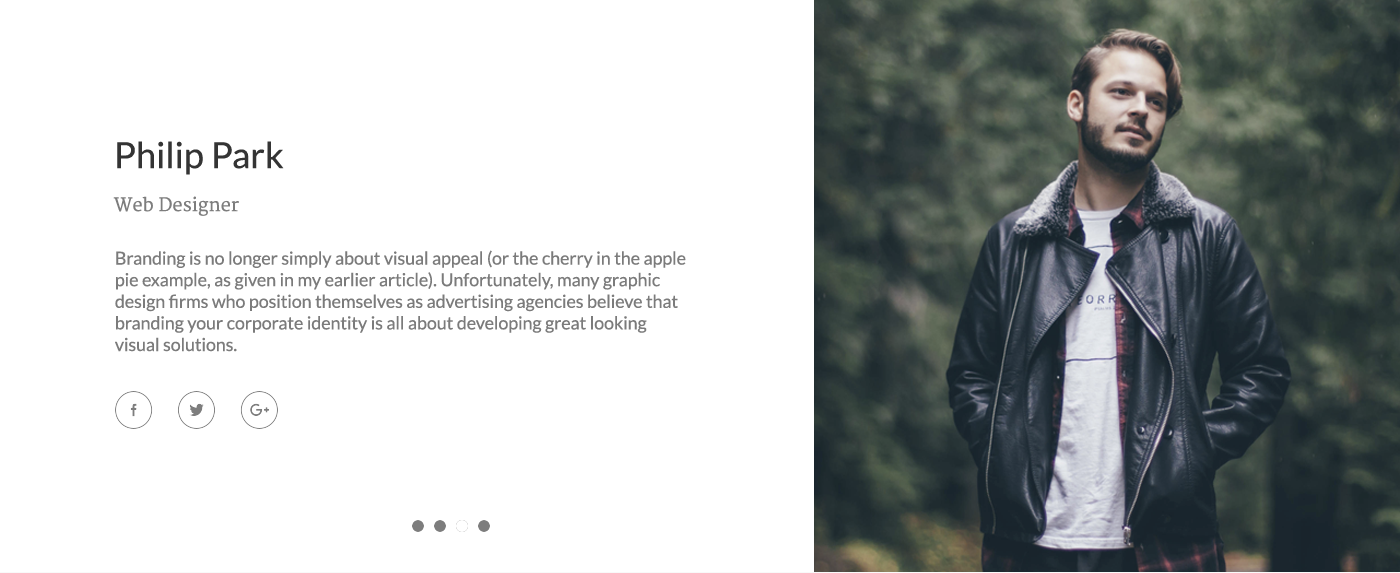 Philip Park
Web Designer
Branding is no longer simply about visual appeal (or the cherry in the apple
pie example, as given in my earlier article). Unfortunately, many graphic
design firms who position themselves as advertising agencies believe that
branding your corporate identity is all about developing great looking
visual solutions.
f
G+